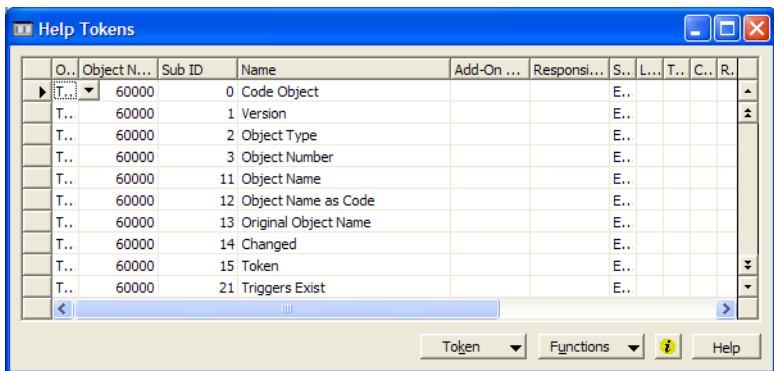 Help Tokens
O.. Object N... Sub ID Name Add-On ... Responsi... S.. L... T.. C.. R.
T... 60000 0 Code Object E..
T.. 60000 1 Version E..
T.. 60000 2 Object Type E..
T.. 60000 3 Object Number E..
T.. 60000 11 Object Name E..
T.. 60000 12 Object Name as Code E..
T.. 60000 13 Original Object Name E..
T.. 60000 14 Changed E..
T.. 60000 15 Token E..
T.. 60000 21 Triggers Exist E..
Token Functions i Help